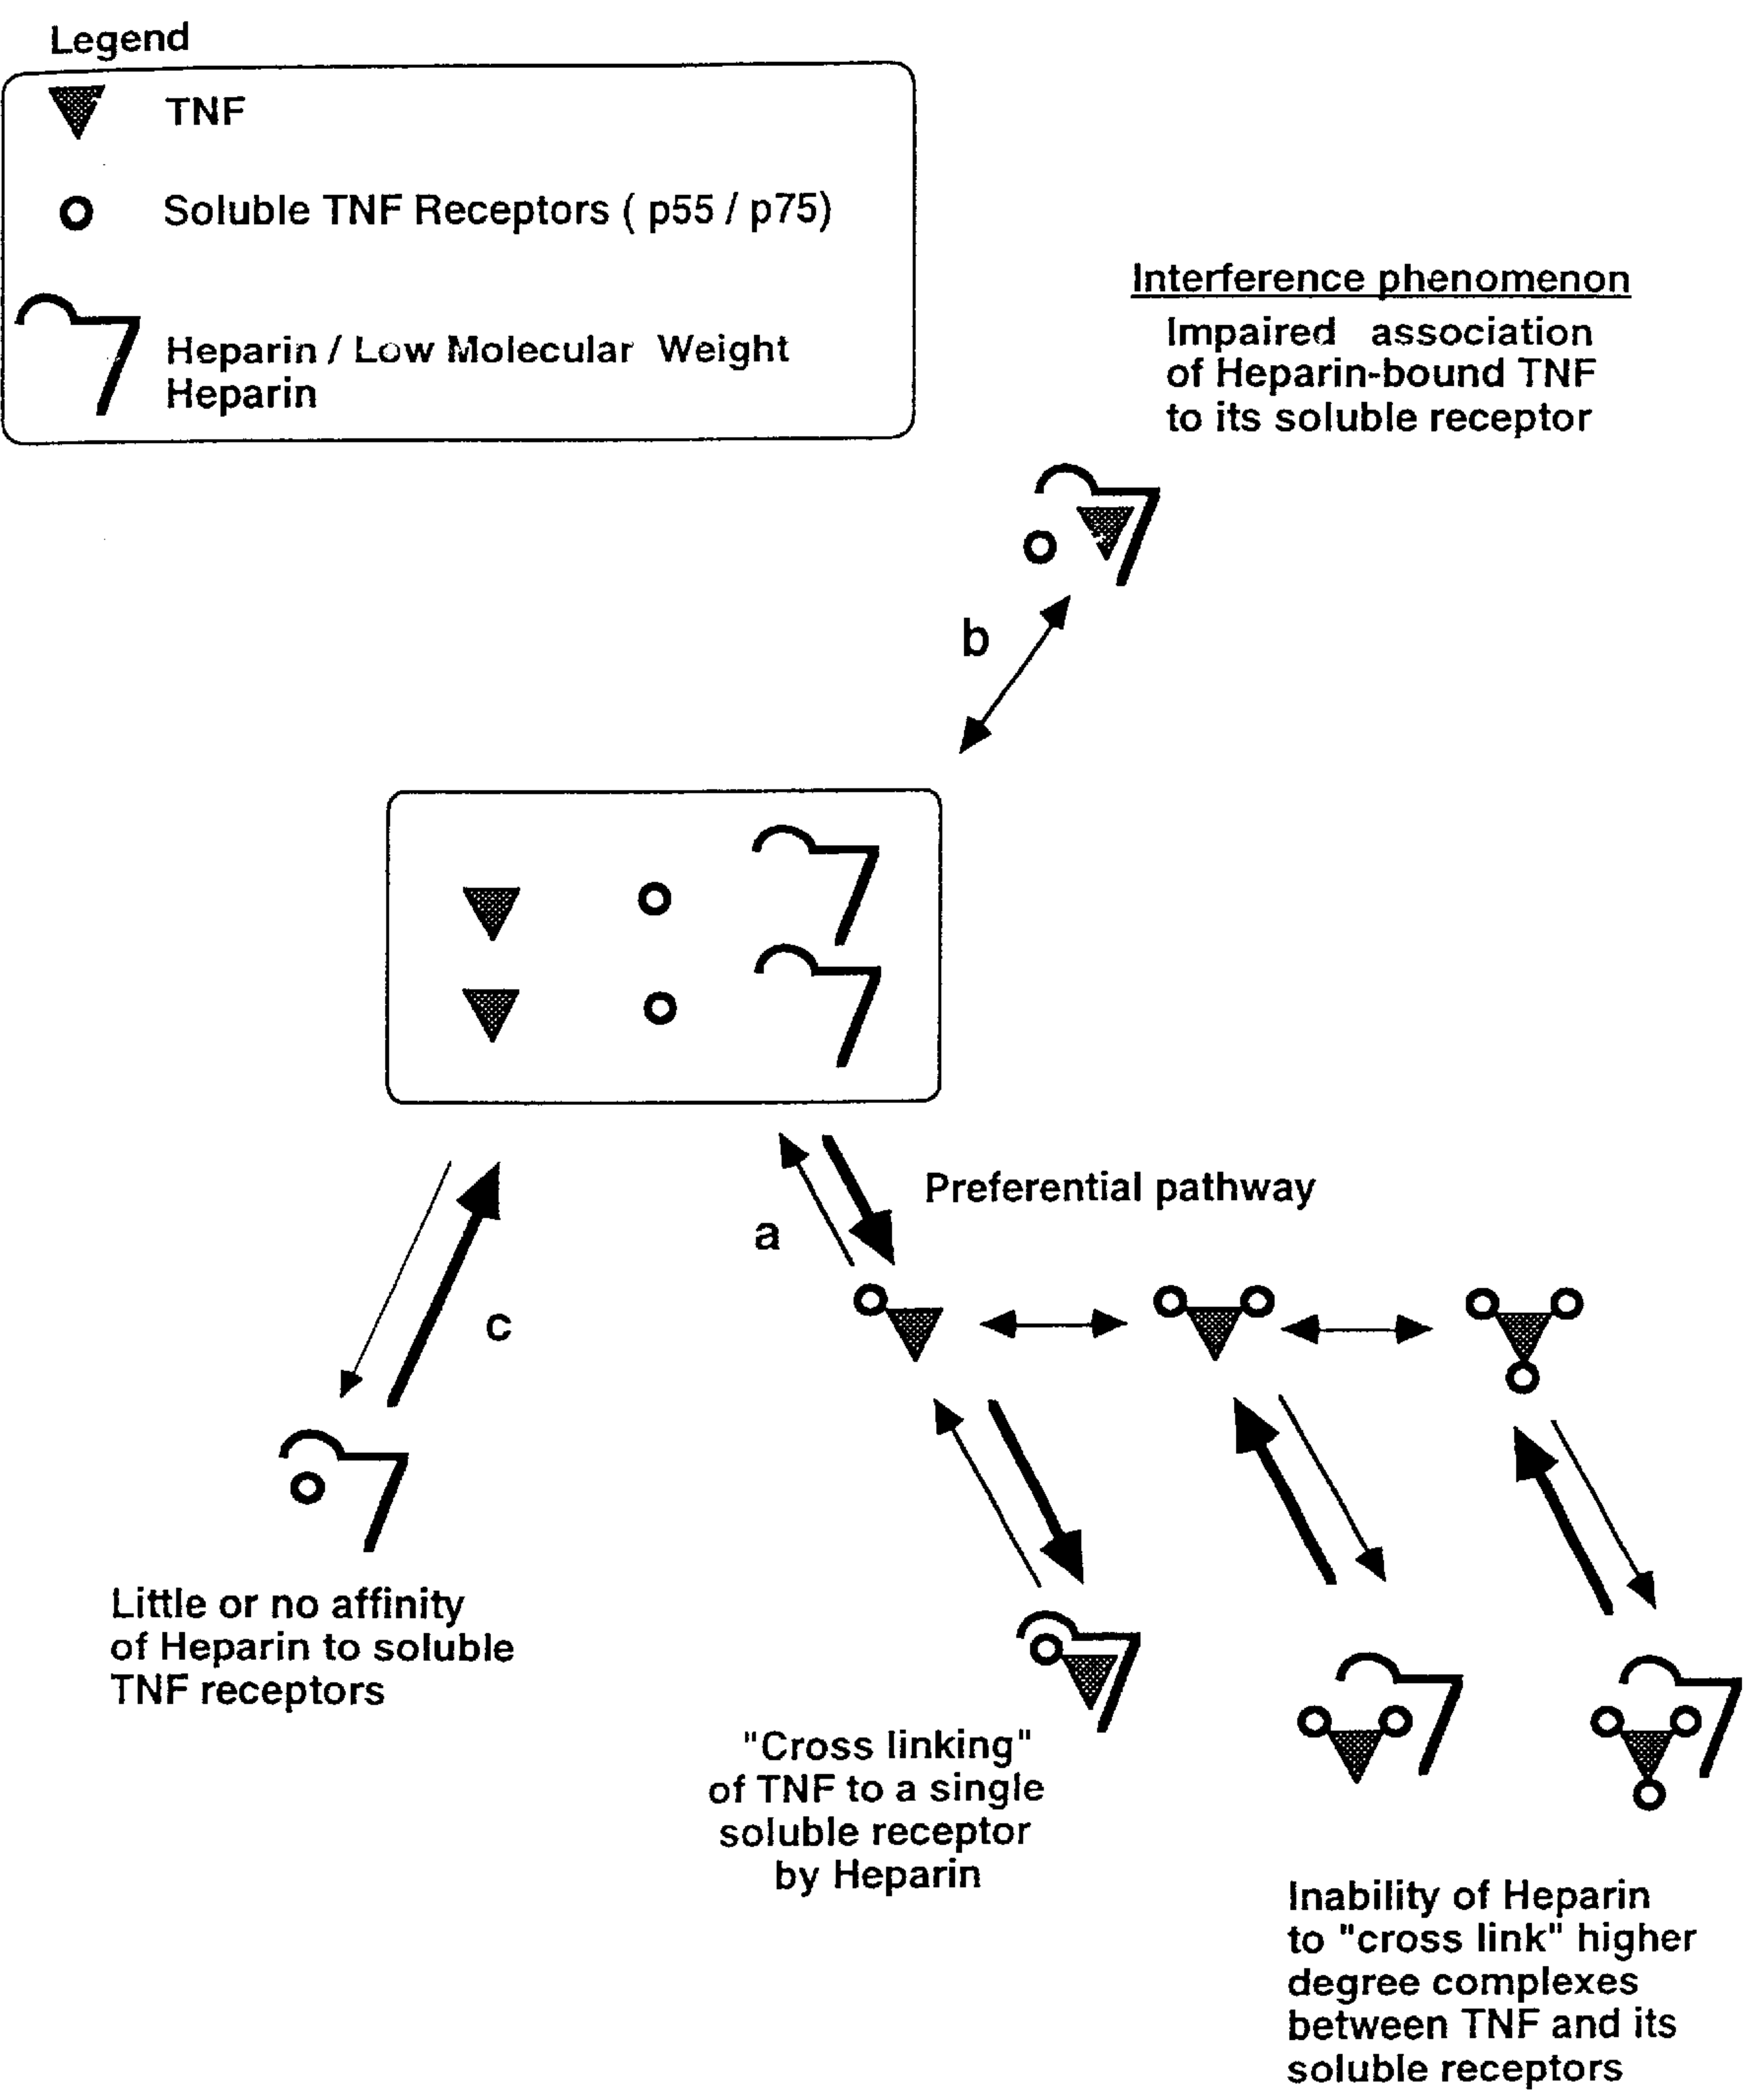 Legend
TNF
Soluble TNF Receptors ( p55 / p75)
Heparin / Low Molecular Weight
Heparin
Interference phenomenon
Impaired association
of Heparin-bound TNF
to its soluble receptor
b
Preferential pathway
a
c
Little or no affinity
of Heparin to soluble
TNF receptors
"Cross linking"
of TNF to a single
soluble receptor
by Heparin
Inability of Heparin
to "cross link" higher
degree complexes
between TNF and its
soluble receptors